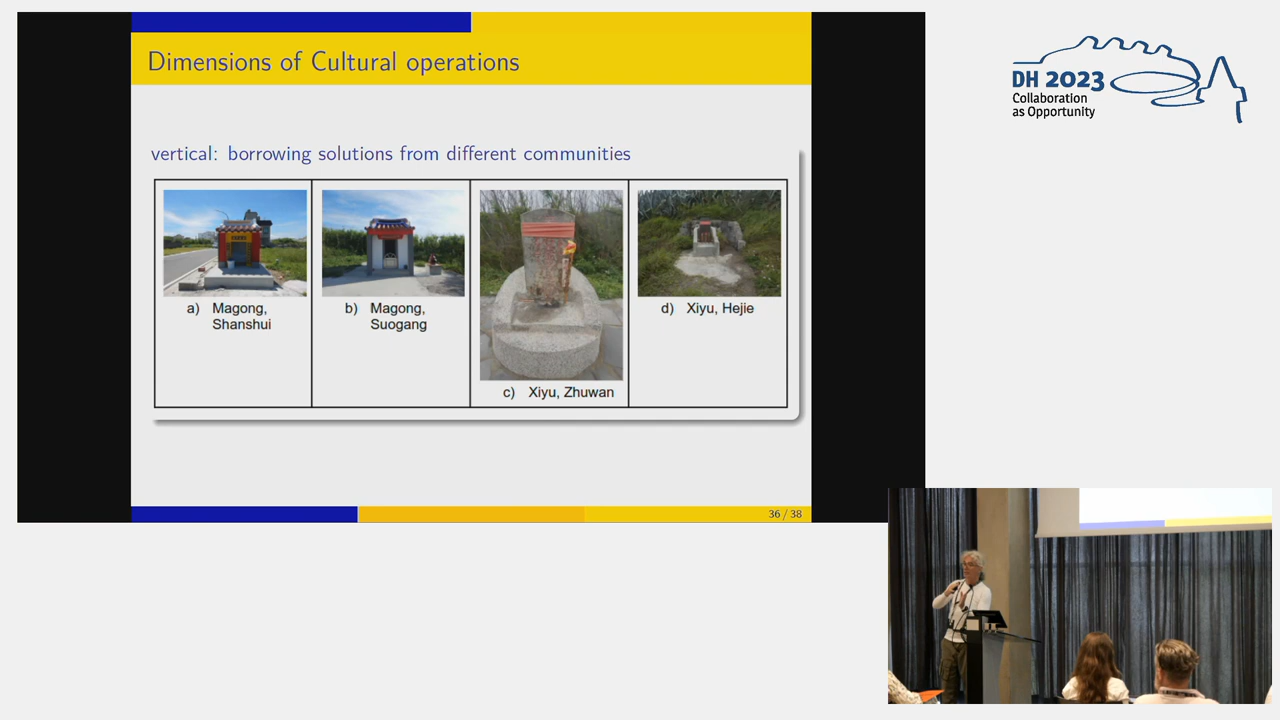 Dimensions of Cultural operations
vertical: borrowing solutions from different communities
a) Magong,
Shanshui
b) Magong,
Suogang
c) Xiyu, Zhuwan
d) Xiyu, Hejie
36 / 38
DH 2023
Collaboration
as Opportunity